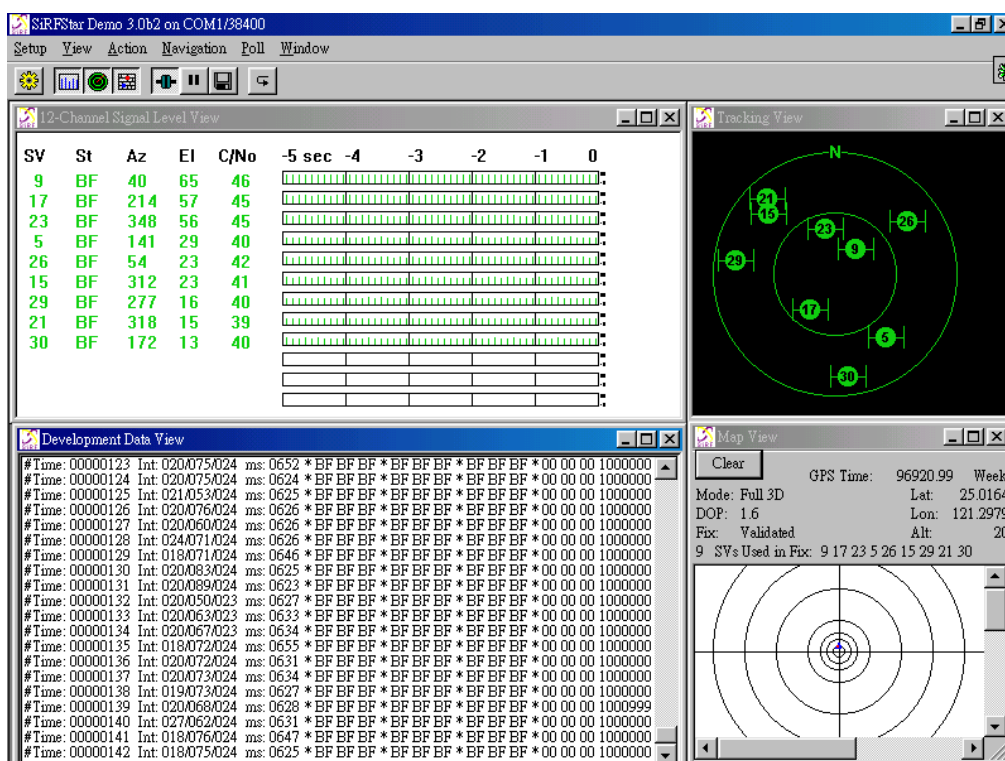 SiRFStar Demo 3.0b2 on COM1/38400
Setup View Action Navigation Poll Window
12-Channel Signal Level View
SV St Az El C/No -5 sec -4 -3 -2 -1 0
9 BF 40 65 46
17 BF 214 57 45
23 BF 348 56 45
5 BF 141 29 40
26 BF 54 23 42
15 BF 312 23 41
29 BF 277 16 40
21 BF 318 15 39
30 BF 172 13 40
Tracking View
N
21
15
26
23
9
29
17
5
30
Development Data View
#Time: 00000123 Int: 020/075/024 ms: 0652 * BF BF BF * BF BF BF * BF BF BF * 00 00 00 1000000
#Time: 00000124 Int: 020/075/024 ms: 0624 * BF BF BF * BF BF BF * BF BF BF * 00 00 00 1000000
#Time: 00000125 Int: 021/053/024 ms: 0625 * BF BF BF * BF BF BF * BF BF BF * 00 00 00 1000000
#Time: 00000126 Int: 020/076/024 ms: 0626 * BF BF BF * BF BF BF * BF BF BF * 00 00 00 1000000
#Time: 00000127 Int: 020/060/024 ms: 0626 * BF BF BF * BF BF BF * BF BF BF * 00 00 00 1000000
#Time: 00000128 Int: 024/071/024 ms: 0628 * BF BF BF * BF BF BF * BF BF BF * 00 00 00 1000000
#Time: 00000129 Int: 018/071/024 ms: 0646 * BF BF BF * BF BF BF * BF BF BF * 00 00 00 1000000
#Time: 00000130 Int: 020/083/024 ms: 0625 * BF BF BF * BF BF BF * BF BF BF * 00 00 00 1000000
#Time: 00000131 Int: 020/089/024 ms: 0623 * BF BF BF * BF BF BF * BF BF BF * 00 00 00 1000000
#Time: 00000132 Int: 020/050/023 ms: 0627 * BF BF BF * BF BF BF * BF BF BF * 00 00 00 1000000
#Time: 00000133 Int: 020/063/023 ms: 0633 * BF BF BF * BF BF BF * BF BF BF * 00 00 00 1000000
#Time: 00000134 Int: 020/067/023 ms: 0634 * BF BF BF * BF BF BF * BF BF BF * 00 00 00 1000000
#Time: 00000135 Int: 018/072/024 ms: 0655 * BF BF BF * BF BF BF * BF BF BF * 00 00 00 1000000
#Time: 00000136 Int: 020/072/024 ms: 0631 * BF BF BF * BF BF BF * BF BF BF * 00 00 00 1000000
#Time: 00000137 Int: 020/073/024 ms: 0634 * BF BF BF * BF BF BF * BF BF BF * 00 00 00 1000000
#Time: 00000138 Int: 019/073/024 ms: 0627 * BF BF BF * BF BF BF * BF BF BF * 00 00 00 1000000
#Time: 00000139 Int: 020/068/024 ms: 0628 * BF BF BF * BF BF BF * BF BF BF * 00 00 00 1000999
#Time: 00000140 Int: 027/062/024 ms: 0631 * BF BF BF * BF BF BF * BF BF BF * 00 00 00 1000000
#Time: 00000141 Int: 018/076/024 ms: 0647 * BF BF BF * BF BF BF * BF BF BF * 00 00 00 1000000
#Time: 00000142 Int: 018/075/024 ms: 0625 * BF BF BF * BF BF BF * BF BF BF * 00 00 00 1000000
Map View
Clear
GPS Time: 96920.99 Week
Mode: Full 3D Lat: 25.0164
DOP: 1.6 Lon: 121.2979
Fix: Validated Alt: 20
9 SVs Used in Fix: 9 17 23 5 26 15 29 21 30